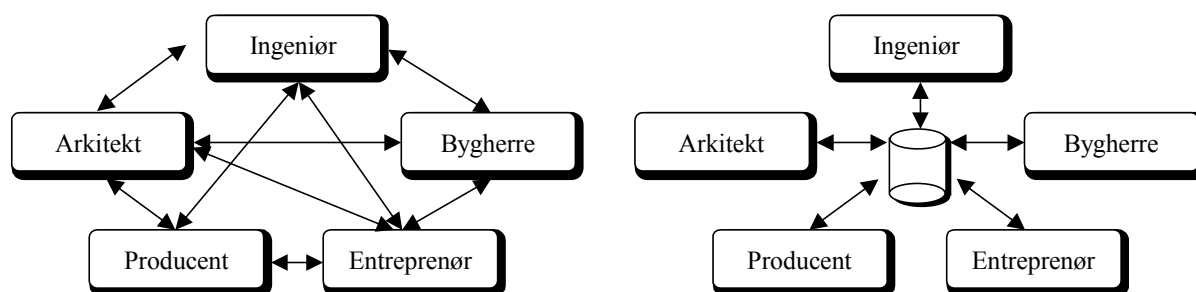 Ingeniør
Arkitekt
Bygherre
Producent
Entreprenør
Ingeniør
Arkitekt
Bygherre
Producent
Entreprenør